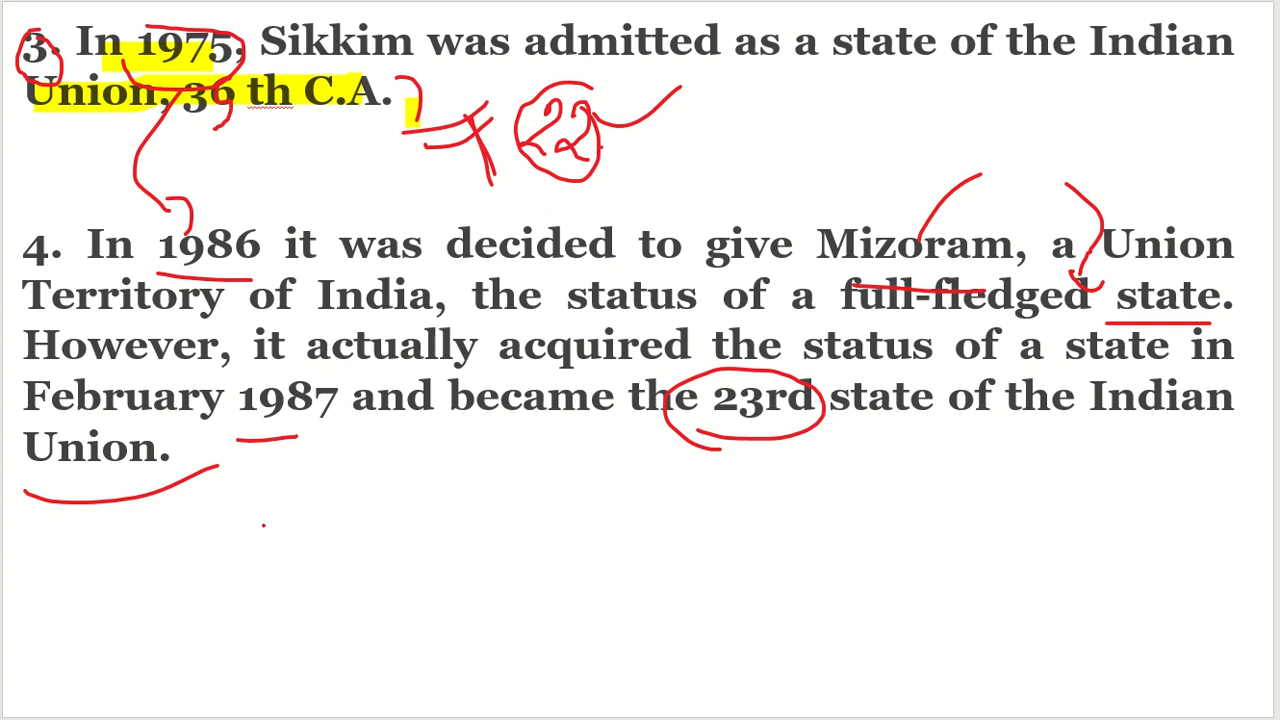 3. In 1975, Sikkim was admitted as a state of the Indian
Union, 36 th C.A.
22
4. In 1986 it was decided to give Mizoram, a Union
Territory of India, the status of a full-fledged state.
However, it actually acquired the status of a state in
February 1987 and became the 23rd state of the Indian
Union.